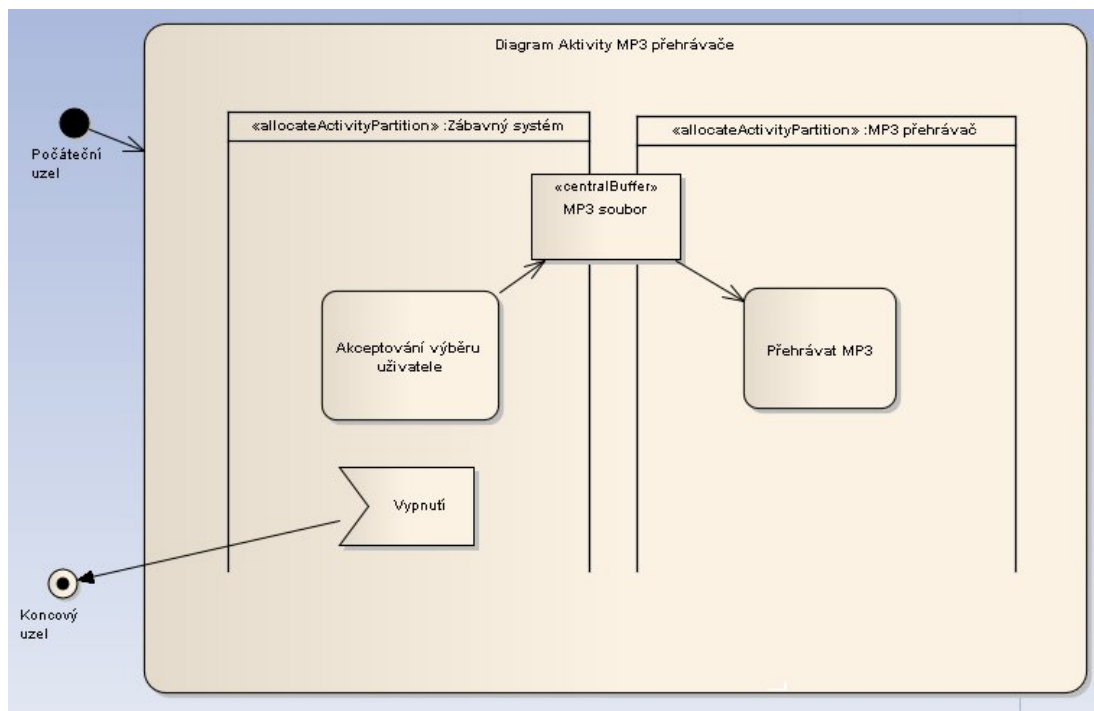 Diagram Aktivity MP3 přehrávače
Počáteční
uzel
«allocateActivityPartition» :Zábavný systém
«allocateActivityPartition» :MP3 přehrávač
«centralBuffer»
MP3 soubor
Akceptování výběru
uživatele
Přehrávat MP3
Vypnutí
Koncový
uzel